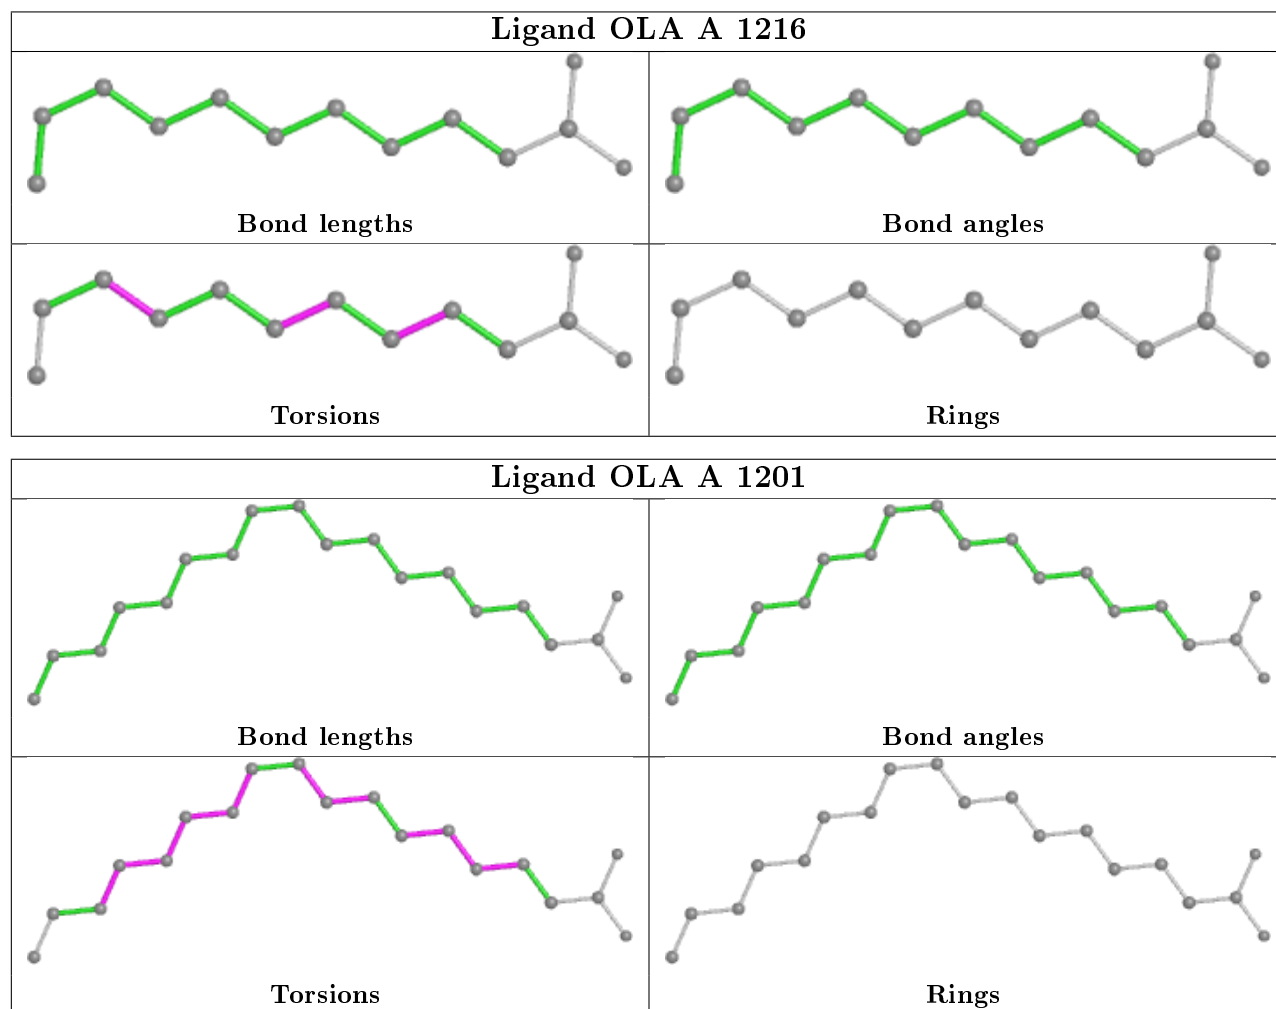 Ligand OLA A 1216
Bond lengths
Bond angles
Torsions
Rings
Ligand OLA A 1201
Bond lengths
Bond angles
Torsions
Rings